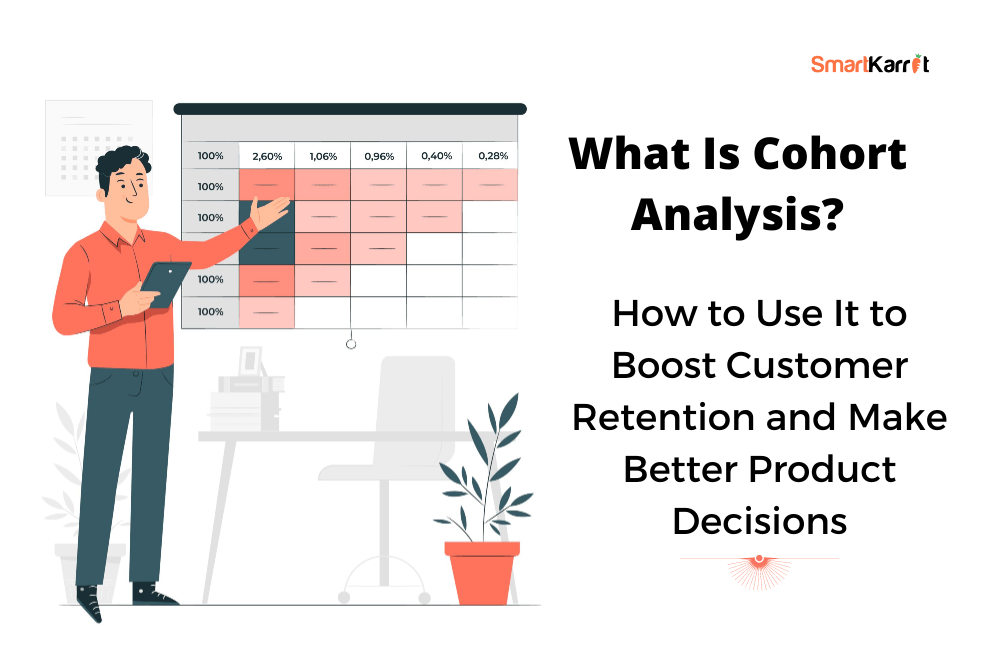 SmartKarrot
What Is Cohort
Analysis?
How to Use It to
Boost Customer
Retention and Make
Better Product
Decisions
100% 2,60% 1,06% 0,96% 0,40% 0,28%
100%
100%
100%
100%